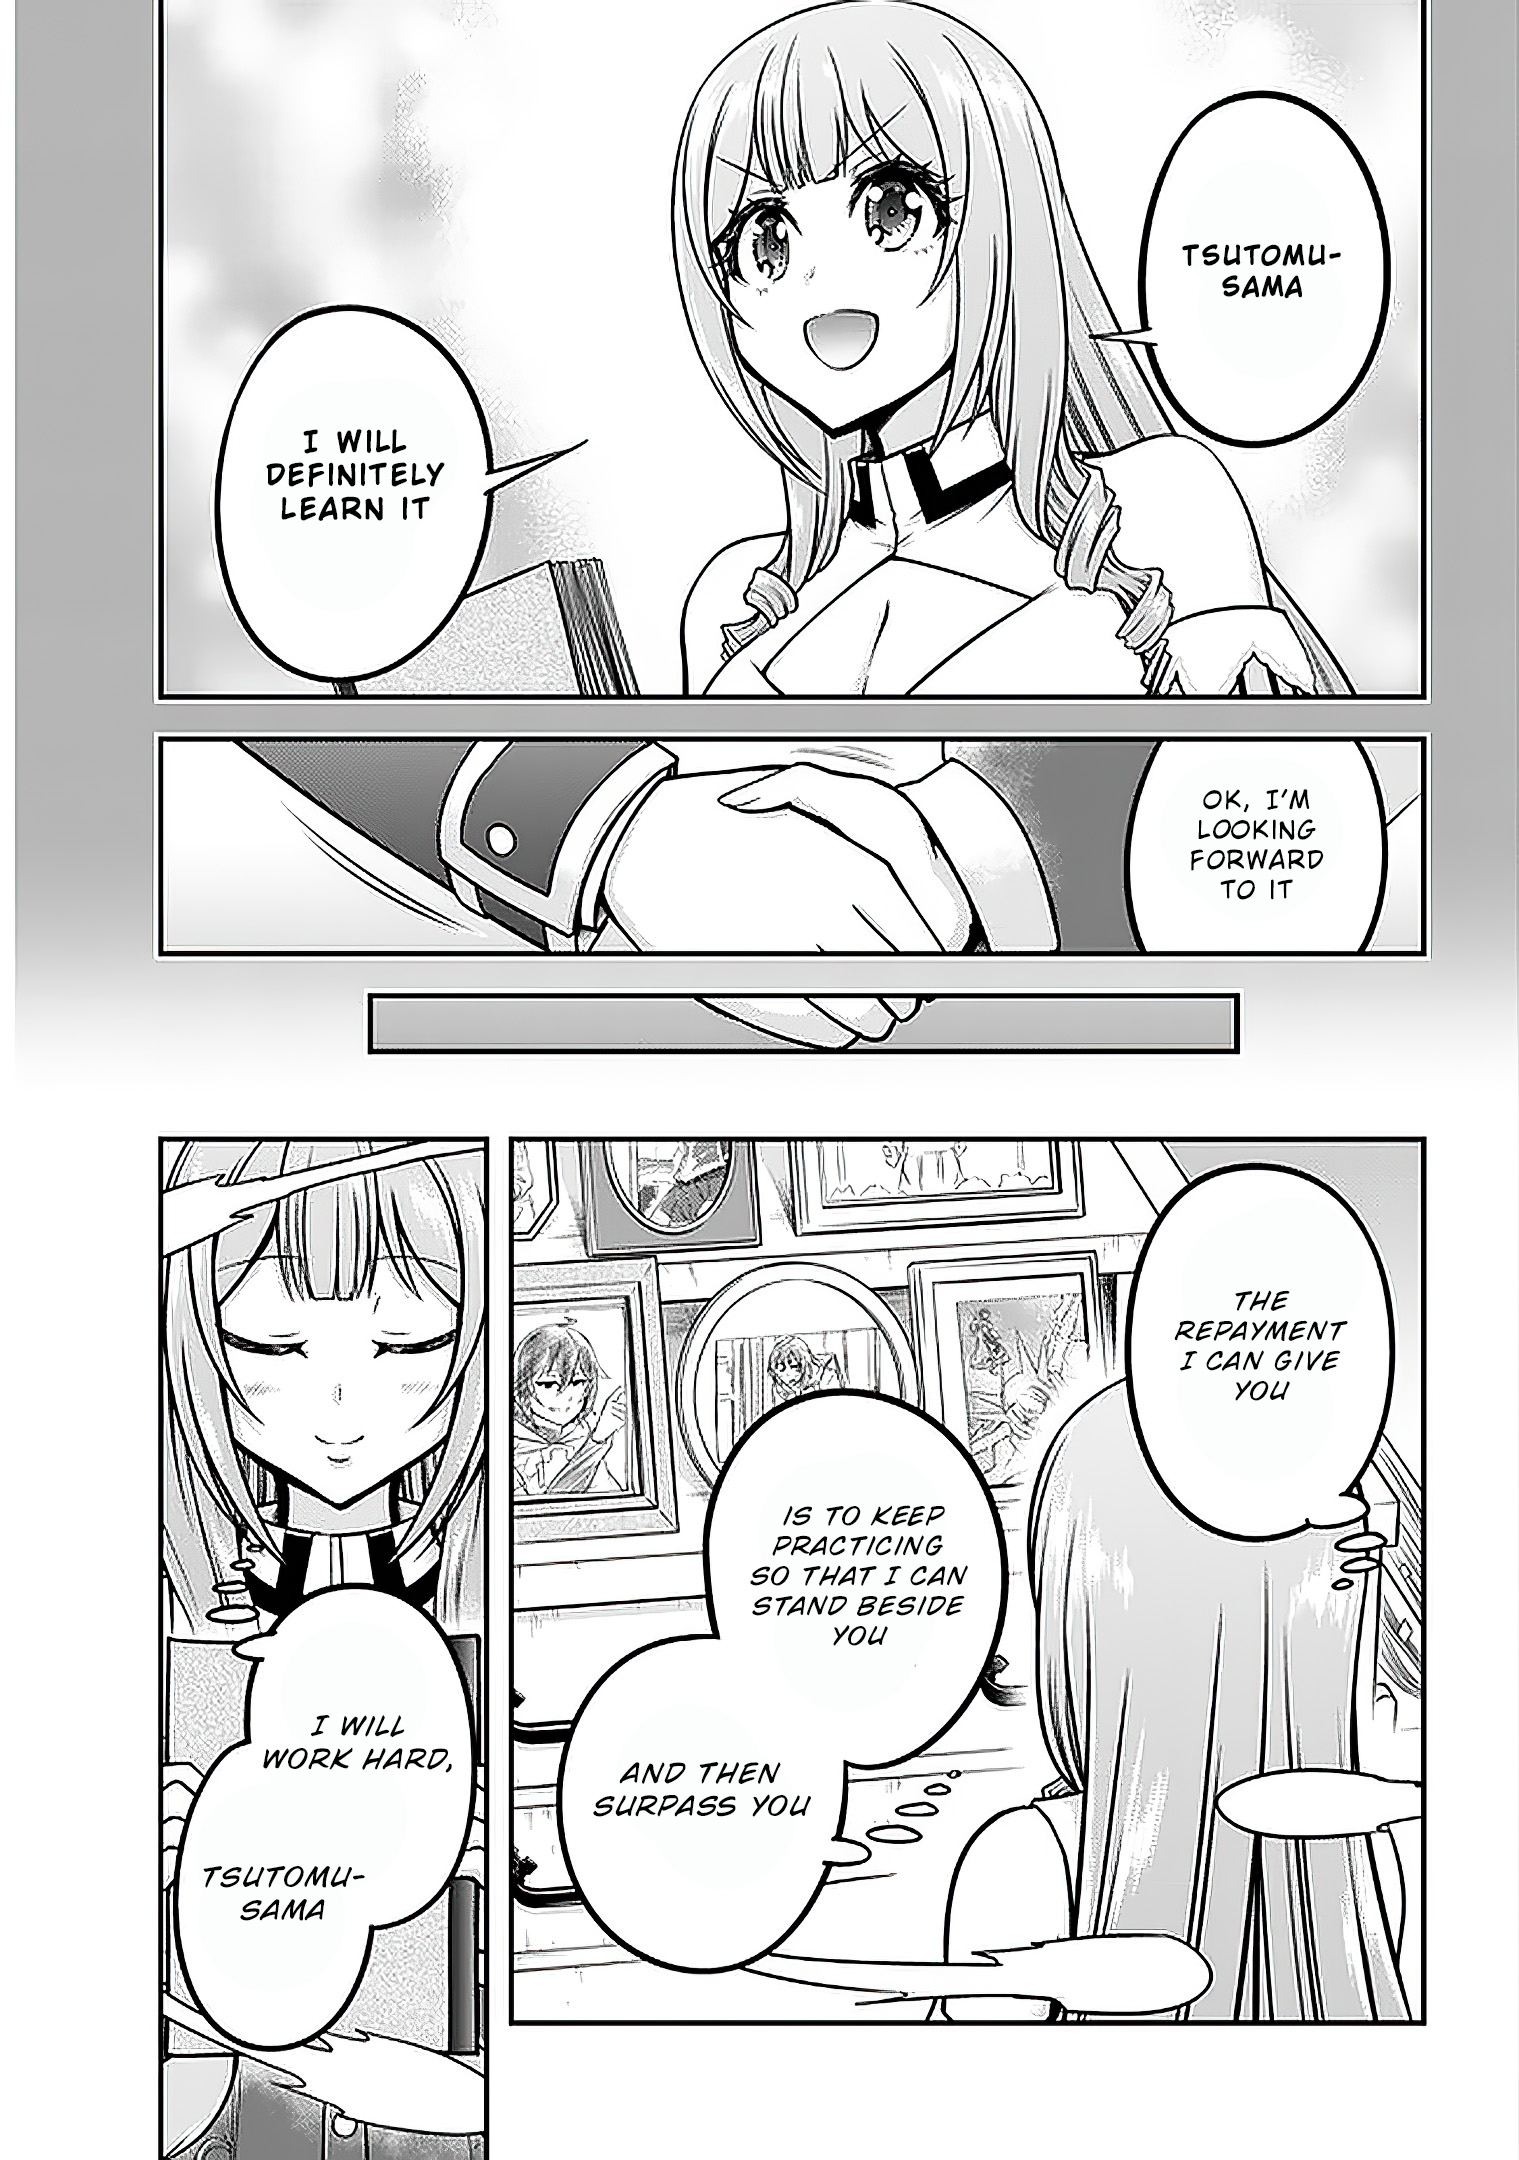 TSUTOMU-
SAMA
I WILL
DEFINITELY
LEARN IT
OK, I'M
LOOKING
FORWARD
TO IT
THE
REPAYMENT
I CAN GIVE
YOU
IS TO KEEP
PRACTICING
SO THAT I CAN
STAND BESIDE
YOU
AND THEN
SURPASS YOU
I WILL
WORK HARD,
TSUTOMU-
SAMA